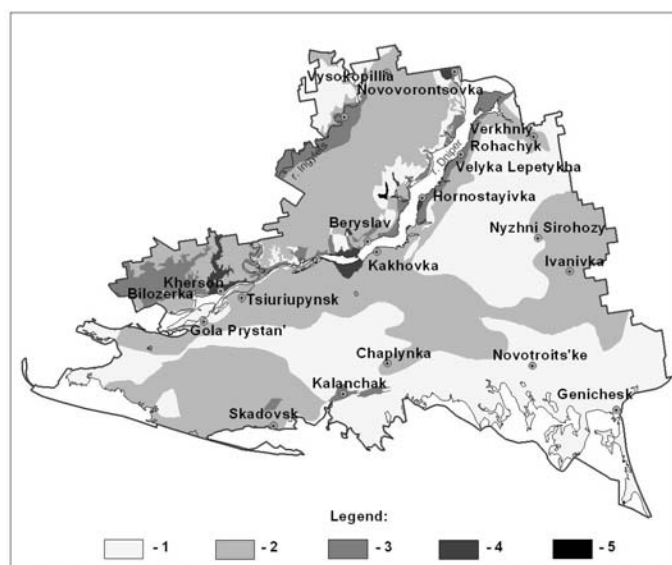 Vysokopillia
Novovorontsovka
r. Ingulets
r. Dniper
Verkhniy
Rohachyk
Velyka Lepetykha
Hornostayivka
Nyzhni Sirohozy
Beryslav
Kakhovka
Ivanivka
Kherson
Bilozerka
Tsiuriupynsk
Gola Prystan'
Chaplynka
Novotroits'ke
Kalanchak
Genichesk
Skadovsk
Legend:
- 1 - 2 - 3 - 4 - 5